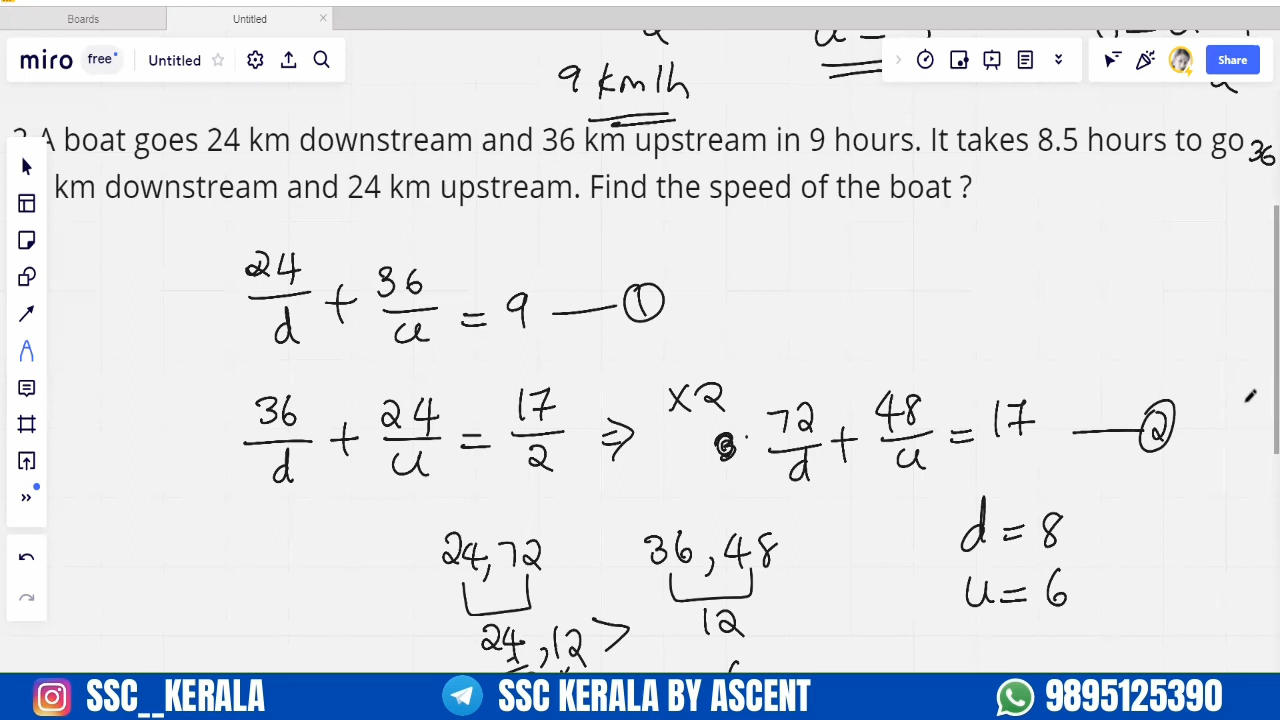 Boards
Untitled
miro free Untitled
Share
9 km/h
A boat goes 24 km downstream and 36 km upstream in 9 hours. It takes 8.5 hours to go 36
km downstream and 24 km upstream. Find the speed of the boat ?
24/d + 36/u = 9 — ①
36/d + 24/u = 17/2 ⇒ ×2 72/d + 48/u = 17 — ②
24, 72 36, 48
d = 8
u = 6
24, 12 > 12
SSC__KERALA SSC KERALA BY ASCENT 9895125390